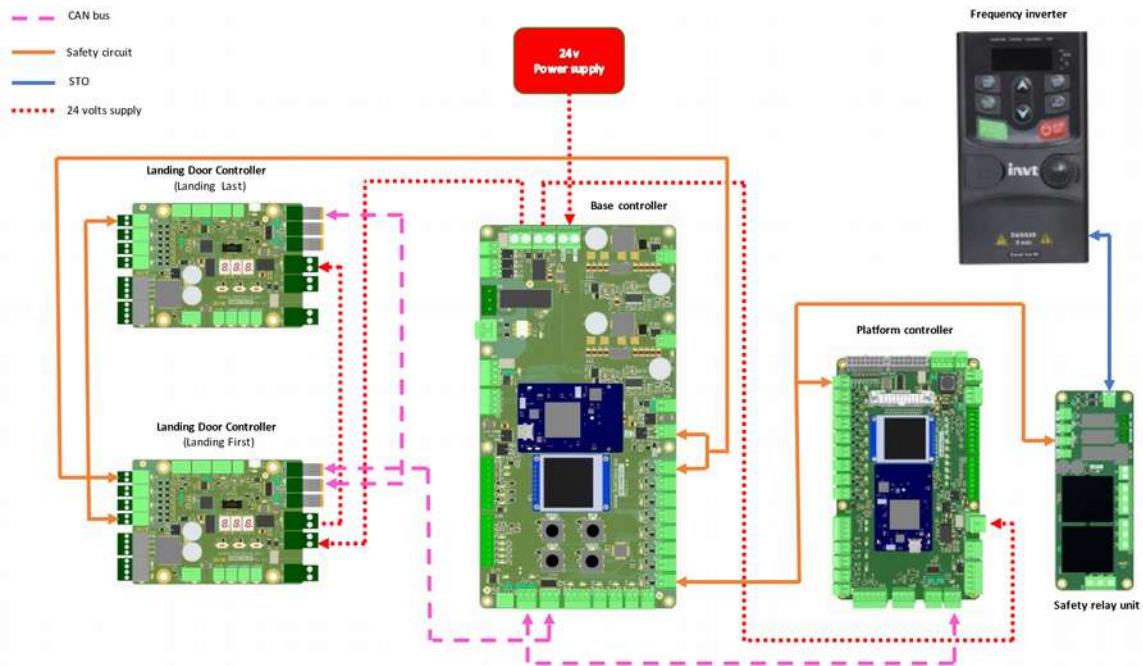 CAN bus
Safety circuit
STO
24 volts supply
24v
Power supply
Frequency inverter
Landing Door Controller
(Landing Last)
Base controller
Platform controller
Landing Door Controller
(Landing First)
Safety relay unit
invt
DANGER